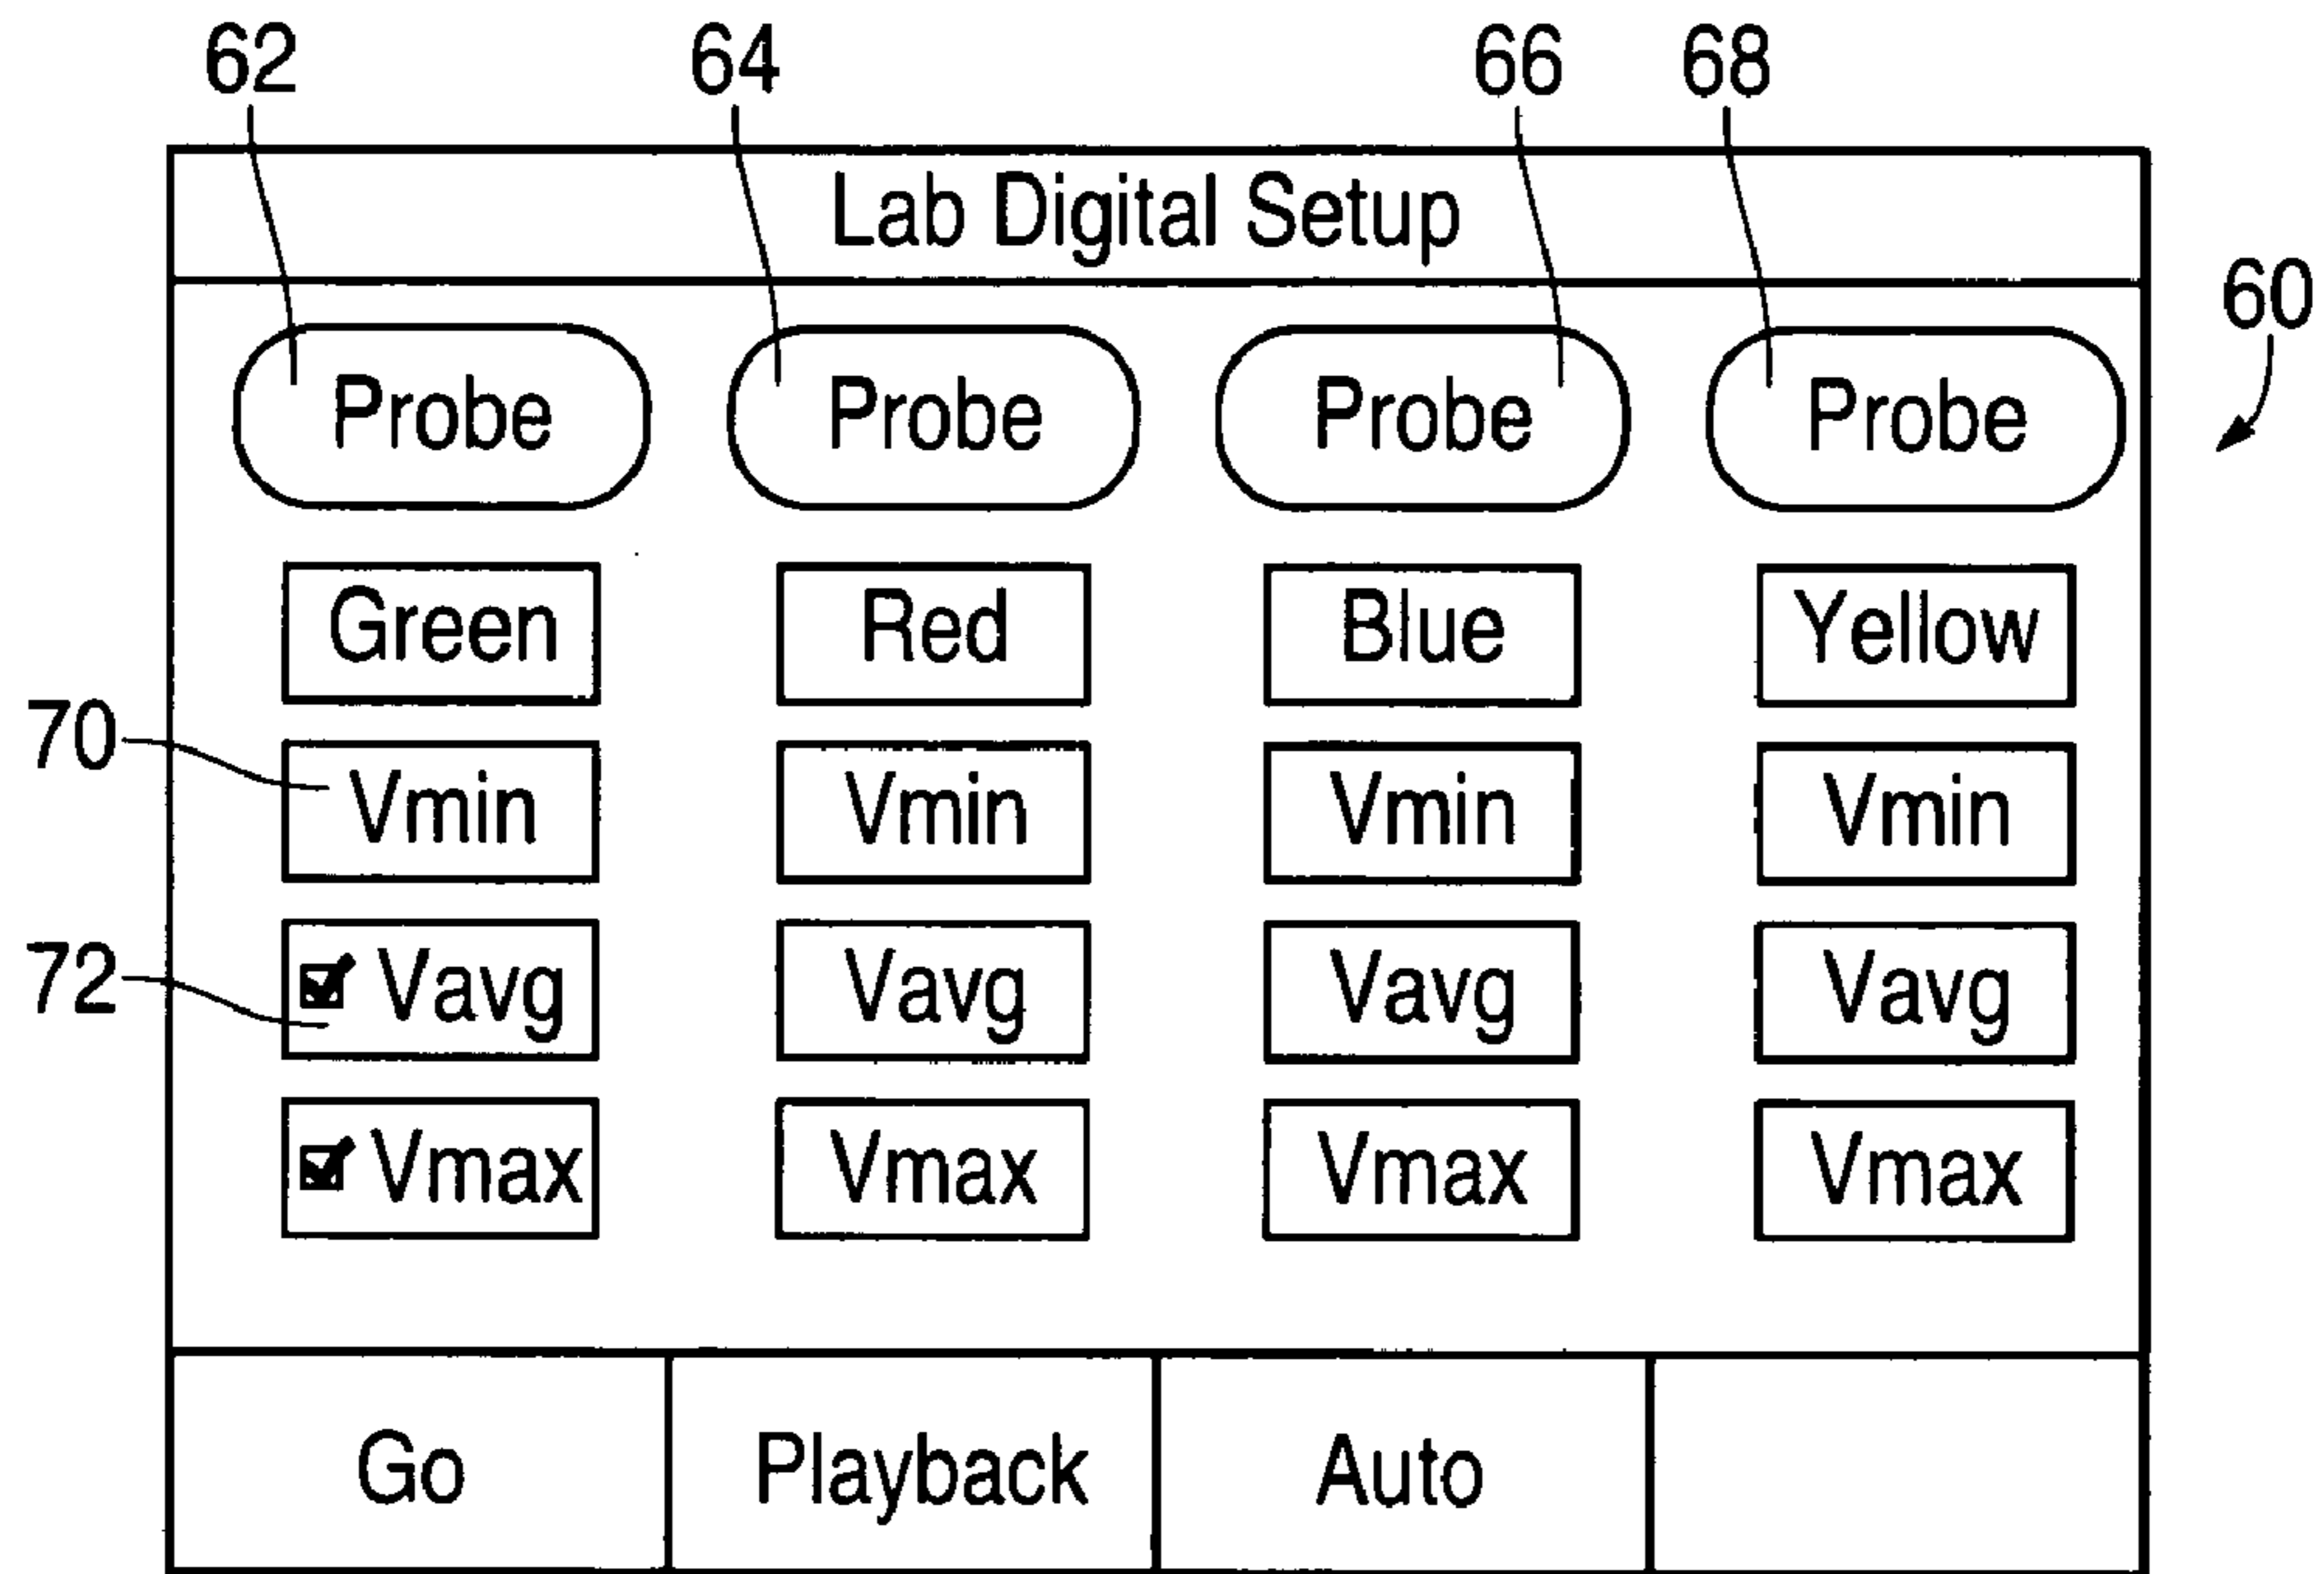 62 64 66 68
Lab Digital Setup
60
Probe Probe Probe Probe
Green Red Blue Yellow
70 Vmin Vmin Vmin Vmin
72 Vavg Vavg Vavg Vavg
Vmax Vmax Vmax Vmax
Go Playback Auto